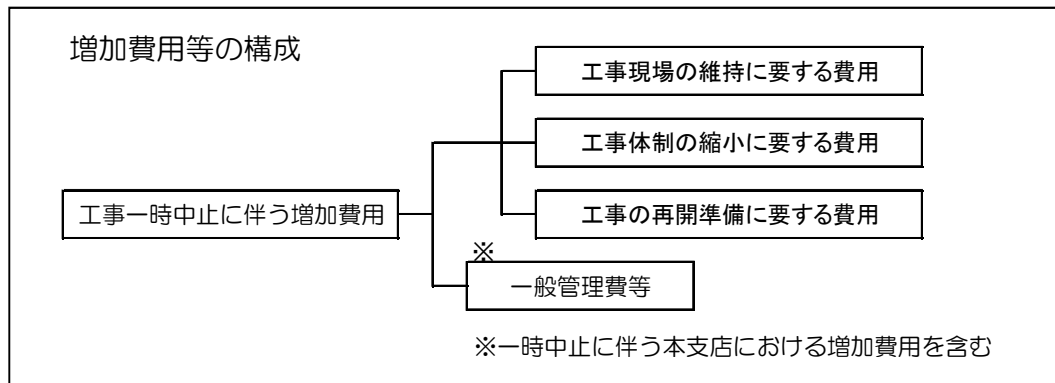 増加費用等の構成
工事現場の維持に要する費用
工事体制の縮小に要する費用
工事一時中止に伴う増加費用
工事の再開準備に要する費用
※
一般管理費等
※一時中止に伴う本支店における増加費用を含む